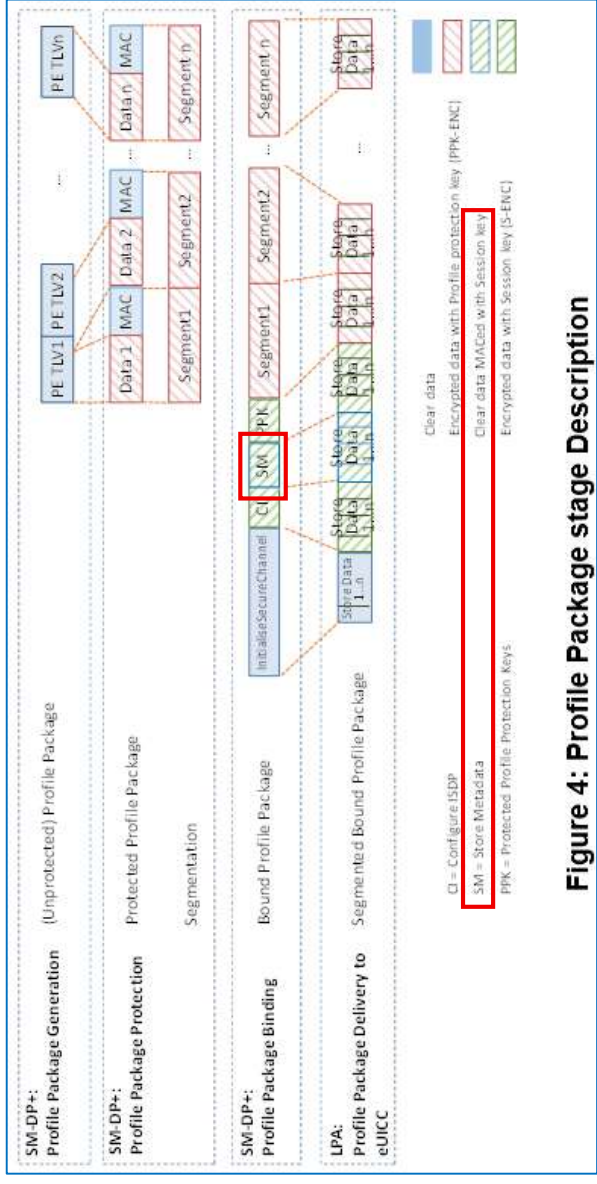 SM-DP+:
Profile Package Generation
(Unprotected) Profile Package
PE TLV1 PE TLV2 ... PE TLVn
SM-DP+:
Profile Package Protection
Protected Profile Package
Data 1 MAC Data 2 MAC ... Data n MAC
Segmentation
Segment1 Segment2 ... Segment n
SM-DP+:
Profile Package Binding
Bound Profile Package
InitialiseSecureChannel CI SM PPK Segment1 Segment2 ... Segment n
LPA:
Profile Package Delivery to
eUICC
Segmented Bound Profile Package
Store Data
1..n
Store
Data
1..n
Store
Data
1..n
Store
Data
1..n
Store
Data
1..n
Store
Data
1..n
...
Store
Data
1..n
Clear data
CI = Configure ISDP
Encrypted data with Profile protection key (PPK-ENC)
SM = Store Metadata
Clear data MACed with Session key
PPK = Protected Profile Protection Keys
Encrypted data with Session key (S-ENC)
Figure 4: Profile Package stage Description